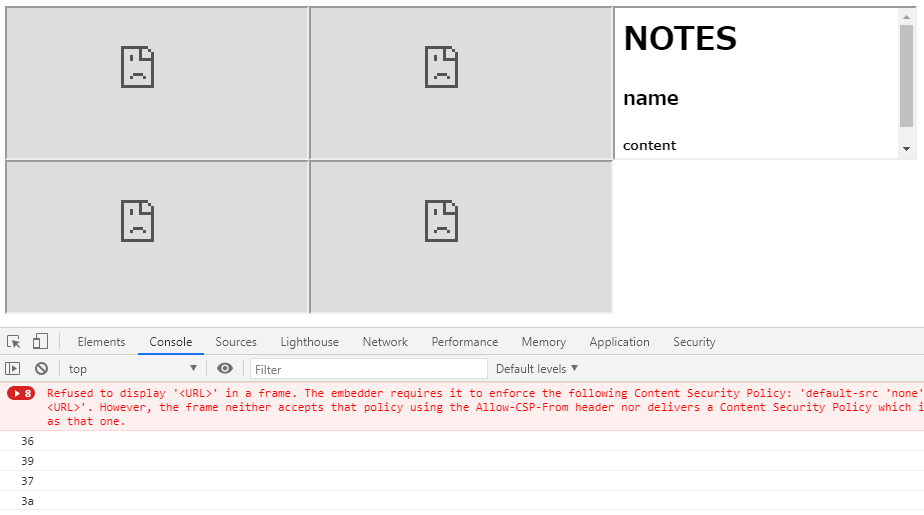 NOTES
name
content
Elements Console Sources Lighthouse Network Performance Memory Application Security
top Filter Default levels
8 Refused to display '<URL>' in a frame. The embedder requires it to enforce the following Content Security Policy: 'default-src 'none'
<URL>'. However, the frame neither accepts that policy using the Allow-CSP-From header nor delivers a Content Security Policy which i
as that one.
36
39
37
3a